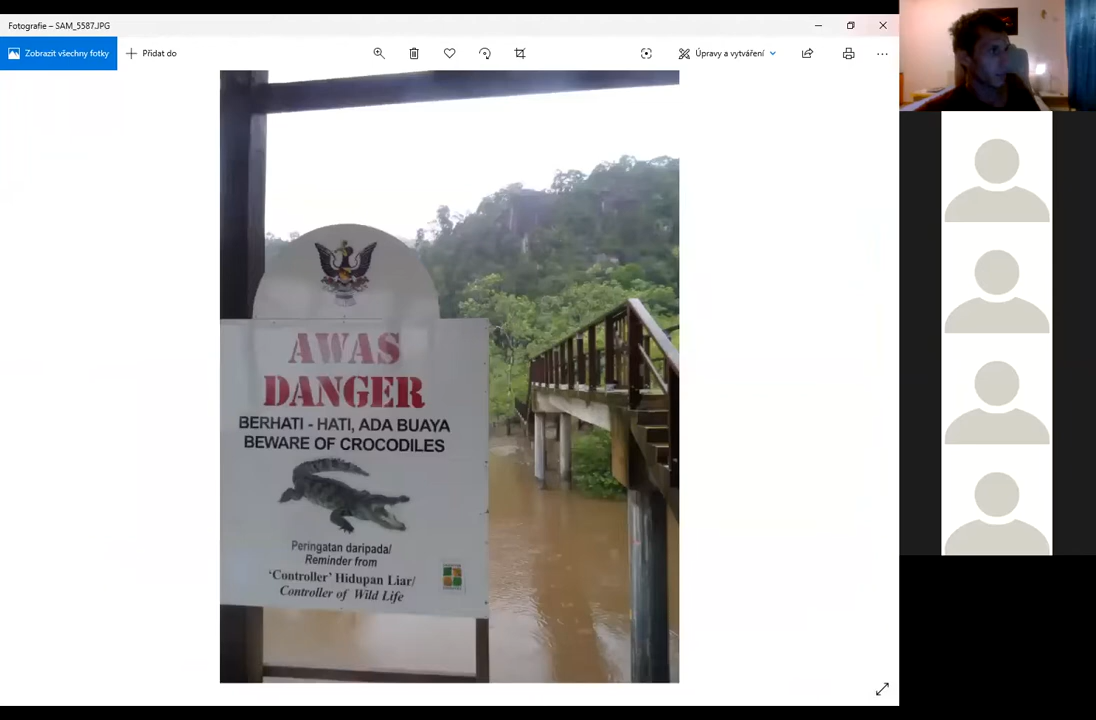 Fotografie – SAM_5587.JPG
Zobrazit všechny fotky
Přidat do
Úpravy a vytváření
AWAS
DANGER
BERHATI - HATI, ADA BUAYA
BEWARE OF CROCODILES
Peringatan daripada/
Reminder from
'Controller' Hidupan Liar/
Controller of Wild Life